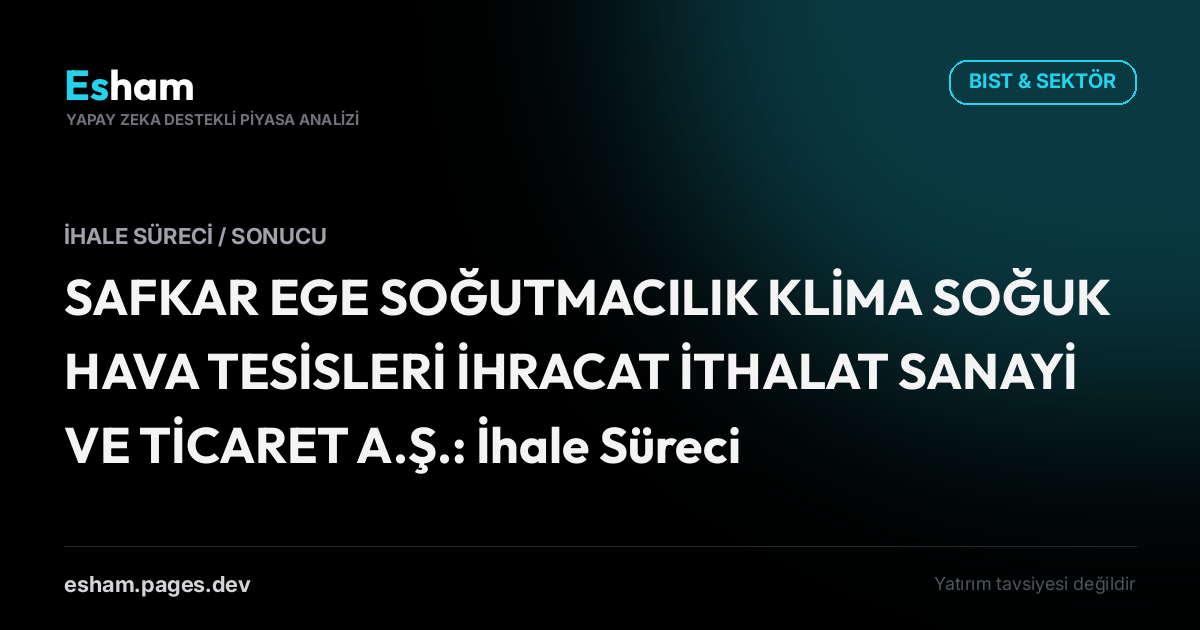 Esham
YAPAY ZEKA DESTEKLİ PİYASA ANALİZİ
BIST & SEKTÖR
İHALE SÜRECİ / SONUCU
SAFKAR EGE SOĞUTMACILIK KLİMA SOĞUK
HAVA TESİSLERİ İHRACAT İTHALAT SANAYİ
VE TİCARET A.Ş.: İhale Süreci
esham.pages.dev
Yatırım tavsiyesi değildir